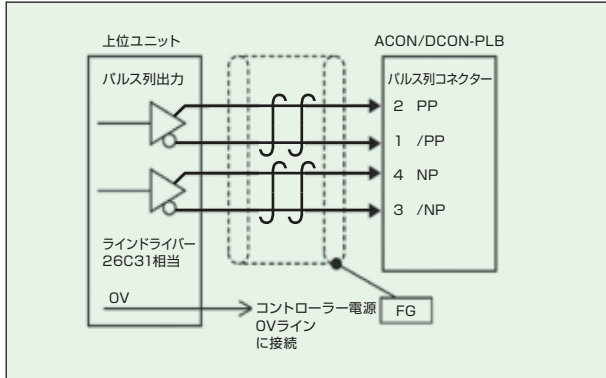 上位ユニット
ACON/DCON-PLB
パルス列出力
パルス列コネクター
2 PP
1 /PP
4 NP
3 /NP
ラインドライバー
26C31相当
0V
コントローラー電源
0Vライン
に接続
FG